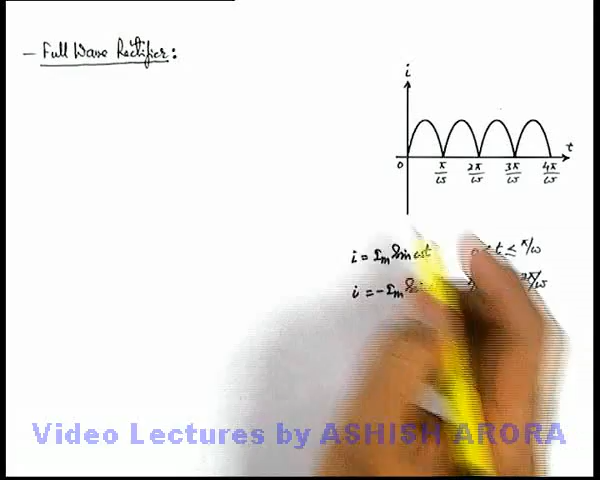 - Full Wave Rectifier:
i
t
0 π/ω 2π/ω 3π/ω 4π/ω
i = Im sin ωt t ≤ π/ω
i = -Im
Video Lectures by ASHISH ARORA